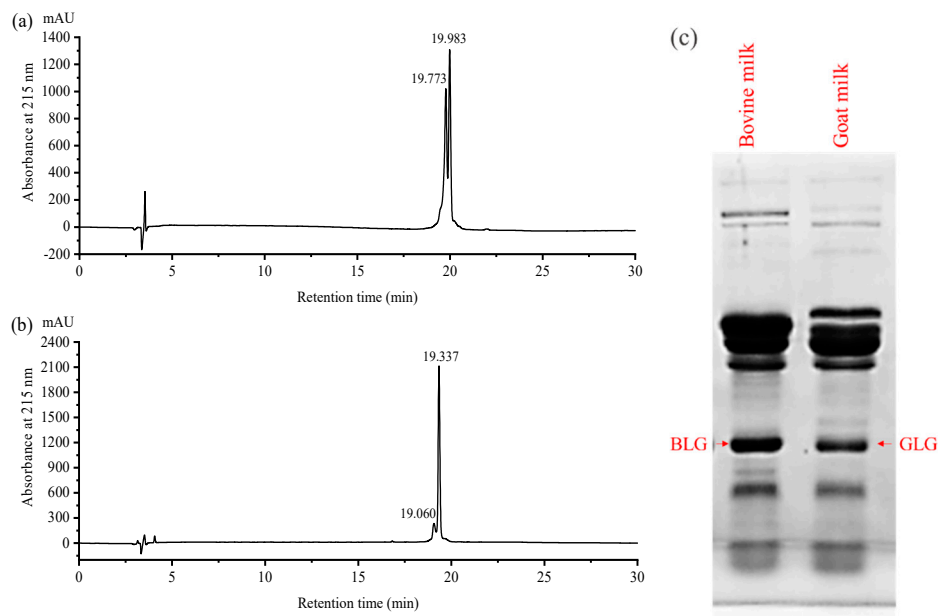 (a)
mAU
1400
1200
1000
800
600
400
200
0
-200
Absorbance at 215 nm
19.983
19.773
0
5
10
15
20
25
30
Retention time (min)
(b)
mAU
2400
2100
1800
1500
1200
900
600
300
0
Absorbance at 215 nm
19.337
19.060
0
5
10
15
20
25
30
Retention time (min)
(c)
Bovine milk
Goat milk
BLG
GLG